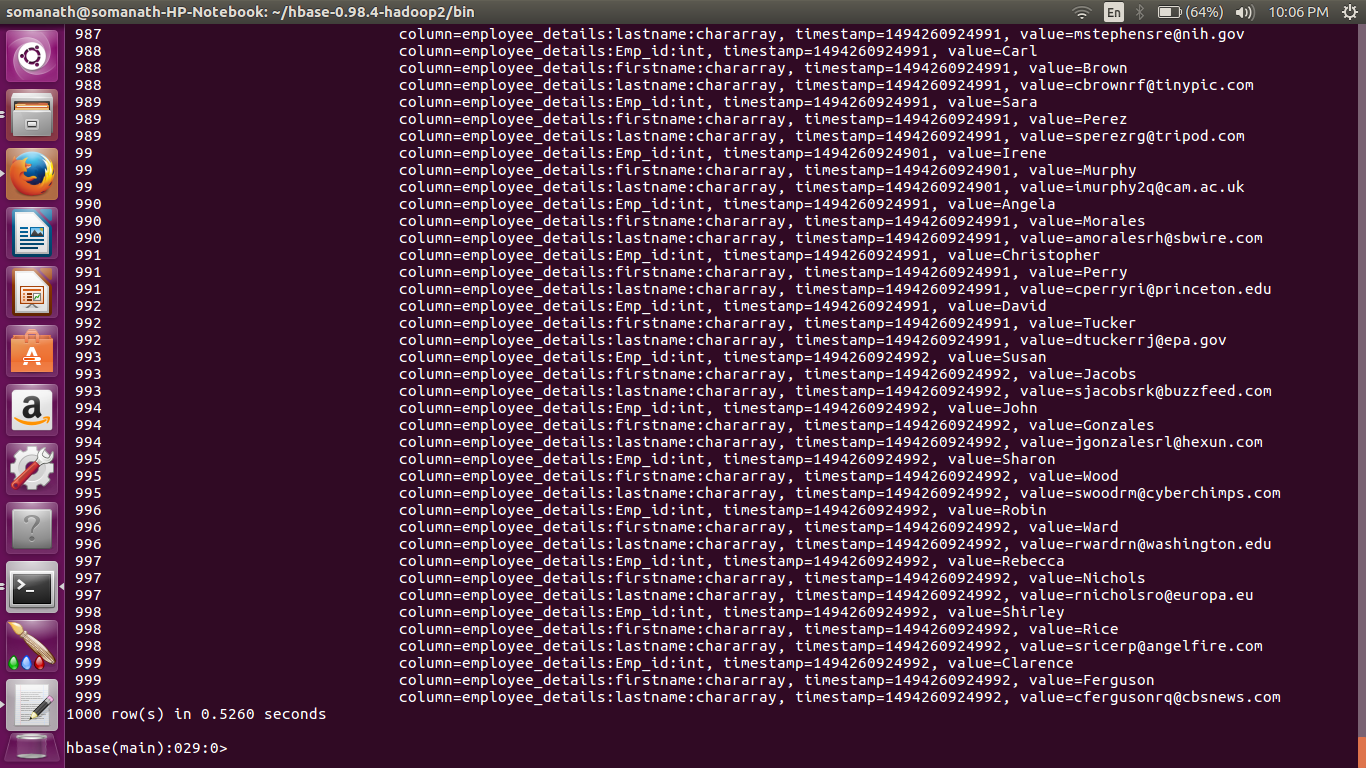 somanath@somanath-HP-Notebook: ~/hbase-0.98.4-hadoop2/bin En (64%) 10:06 PM
987 column=employee_details:lastname:chararray, timestamp=1494260924991, value=mstephensre@nih.gov
988 column=employee_details:Emp_id:int, timestamp=1494260924991, value=Carl
988 column=employee_details:firstname:chararray, timestamp=1494260924991, value=Brown
988 column=employee_details:lastname:chararray, timestamp=1494260924991, value=cbrownrf@tinypic.com
989 column=employee_details:Emp_id:int, timestamp=1494260924991, value=Sara
989 column=employee_details:firstname:chararray, timestamp=1494260924991, value=Perez
989 column=employee_details:lastname:chararray, timestamp=1494260924991, value=sperezrg@tripod.com
99 column=employee_details:Emp_id:int, timestamp=1494260924901, value=Irene
99 column=employee_details:firstname:chararray, timestamp=1494260924901, value=Murphy
99 column=employee_details:lastname:chararray, timestamp=1494260924901, value=imurphy2q@cam.ac.uk
990 column=employee_details:Emp_id:int, timestamp=1494260924991, value=Angela
990 column=employee_details:firstname:chararray, timestamp=1494260924991, value=Morales
990 column=employee_details:lastname:chararray, timestamp=1494260924991, value=amoralesrh@sbwire.com
991 column=employee_details:Emp_id:int, timestamp=1494260924991, value=Christopher
991 column=employee_details:firstname:chararray, timestamp=1494260924991, value=Perry
991 column=employee_details:lastname:chararray, timestamp=1494260924991, value=cperryri@princeton.edu
992 column=employee_details:Emp_id:int, timestamp=1494260924991, value=David
992 column=employee_details:firstname:chararray, timestamp=1494260924991, value=Tucker
992 column=employee_details:lastname:chararray, timestamp=1494260924991, value=dtuckerrj@epa.gov
993 column=employee_details:Emp_id:int, timestamp=1494260924992, value=Susan
993 column=employee_details:firstname:chararray, timestamp=1494260924992, value=Jacobs
993 column=employee_details:lastname:chararray, timestamp=1494260924992, value=sjacobsrk@buzzfeed.com
994 column=employee_details:Emp_id:int, timestamp=1494260924992, value=John
994 column=employee_details:firstname:chararray, timestamp=1494260924992, value=Gonzales
994 column=employee_details:lastname:chararray, timestamp=1494260924992, value=jgonzalesrl@hexun.com
995 column=employee_details:Emp_id:int, timestamp=1494260924992, value=Sharon
995 column=employee_details:firstname:chararray, timestamp=1494260924992, value=Wood
995 column=employee_details:lastname:chararray, timestamp=1494260924992, value=swoodrm@cyberchimps.com
996 column=employee_details:Emp_id:int, timestamp=1494260924992, value=Robin
996 column=employee_details:firstname:chararray, timestamp=1494260924992, value=Ward
996 column=employee_details:lastname:chararray, timestamp=1494260924992, value=rwardrn@washington.edu
997 column=employee_details:Emp_id:int, timestamp=1494260924992, value=Rebecca
997 column=employee_details:firstname:chararray, timestamp=1494260924992, value=Nichols
997 column=employee_details:lastname:chararray, timestamp=1494260924992, value=rnicholsro@europa.eu
998 column=employee_details:Emp_id:int, timestamp=1494260924992, value=Shirley
998 column=employee_details:firstname:chararray, timestamp=1494260924992, value=Rice
998 column=employee_details:lastname:chararray, timestamp=1494260924992, value=sricerp@angelfire.com
999 column=employee_details:Emp_id:int, timestamp=1494260924992, value=Clarence
999 column=employee_details:firstname:chararray, timestamp=1494260924992, value=Ferguson
999 column=employee_details:lastname:chararray, timestamp=1494260924992, value=cfergusonrq@cbsnews.com
1000 row(s) in 0.5260 seconds
hbase(main):029:0>